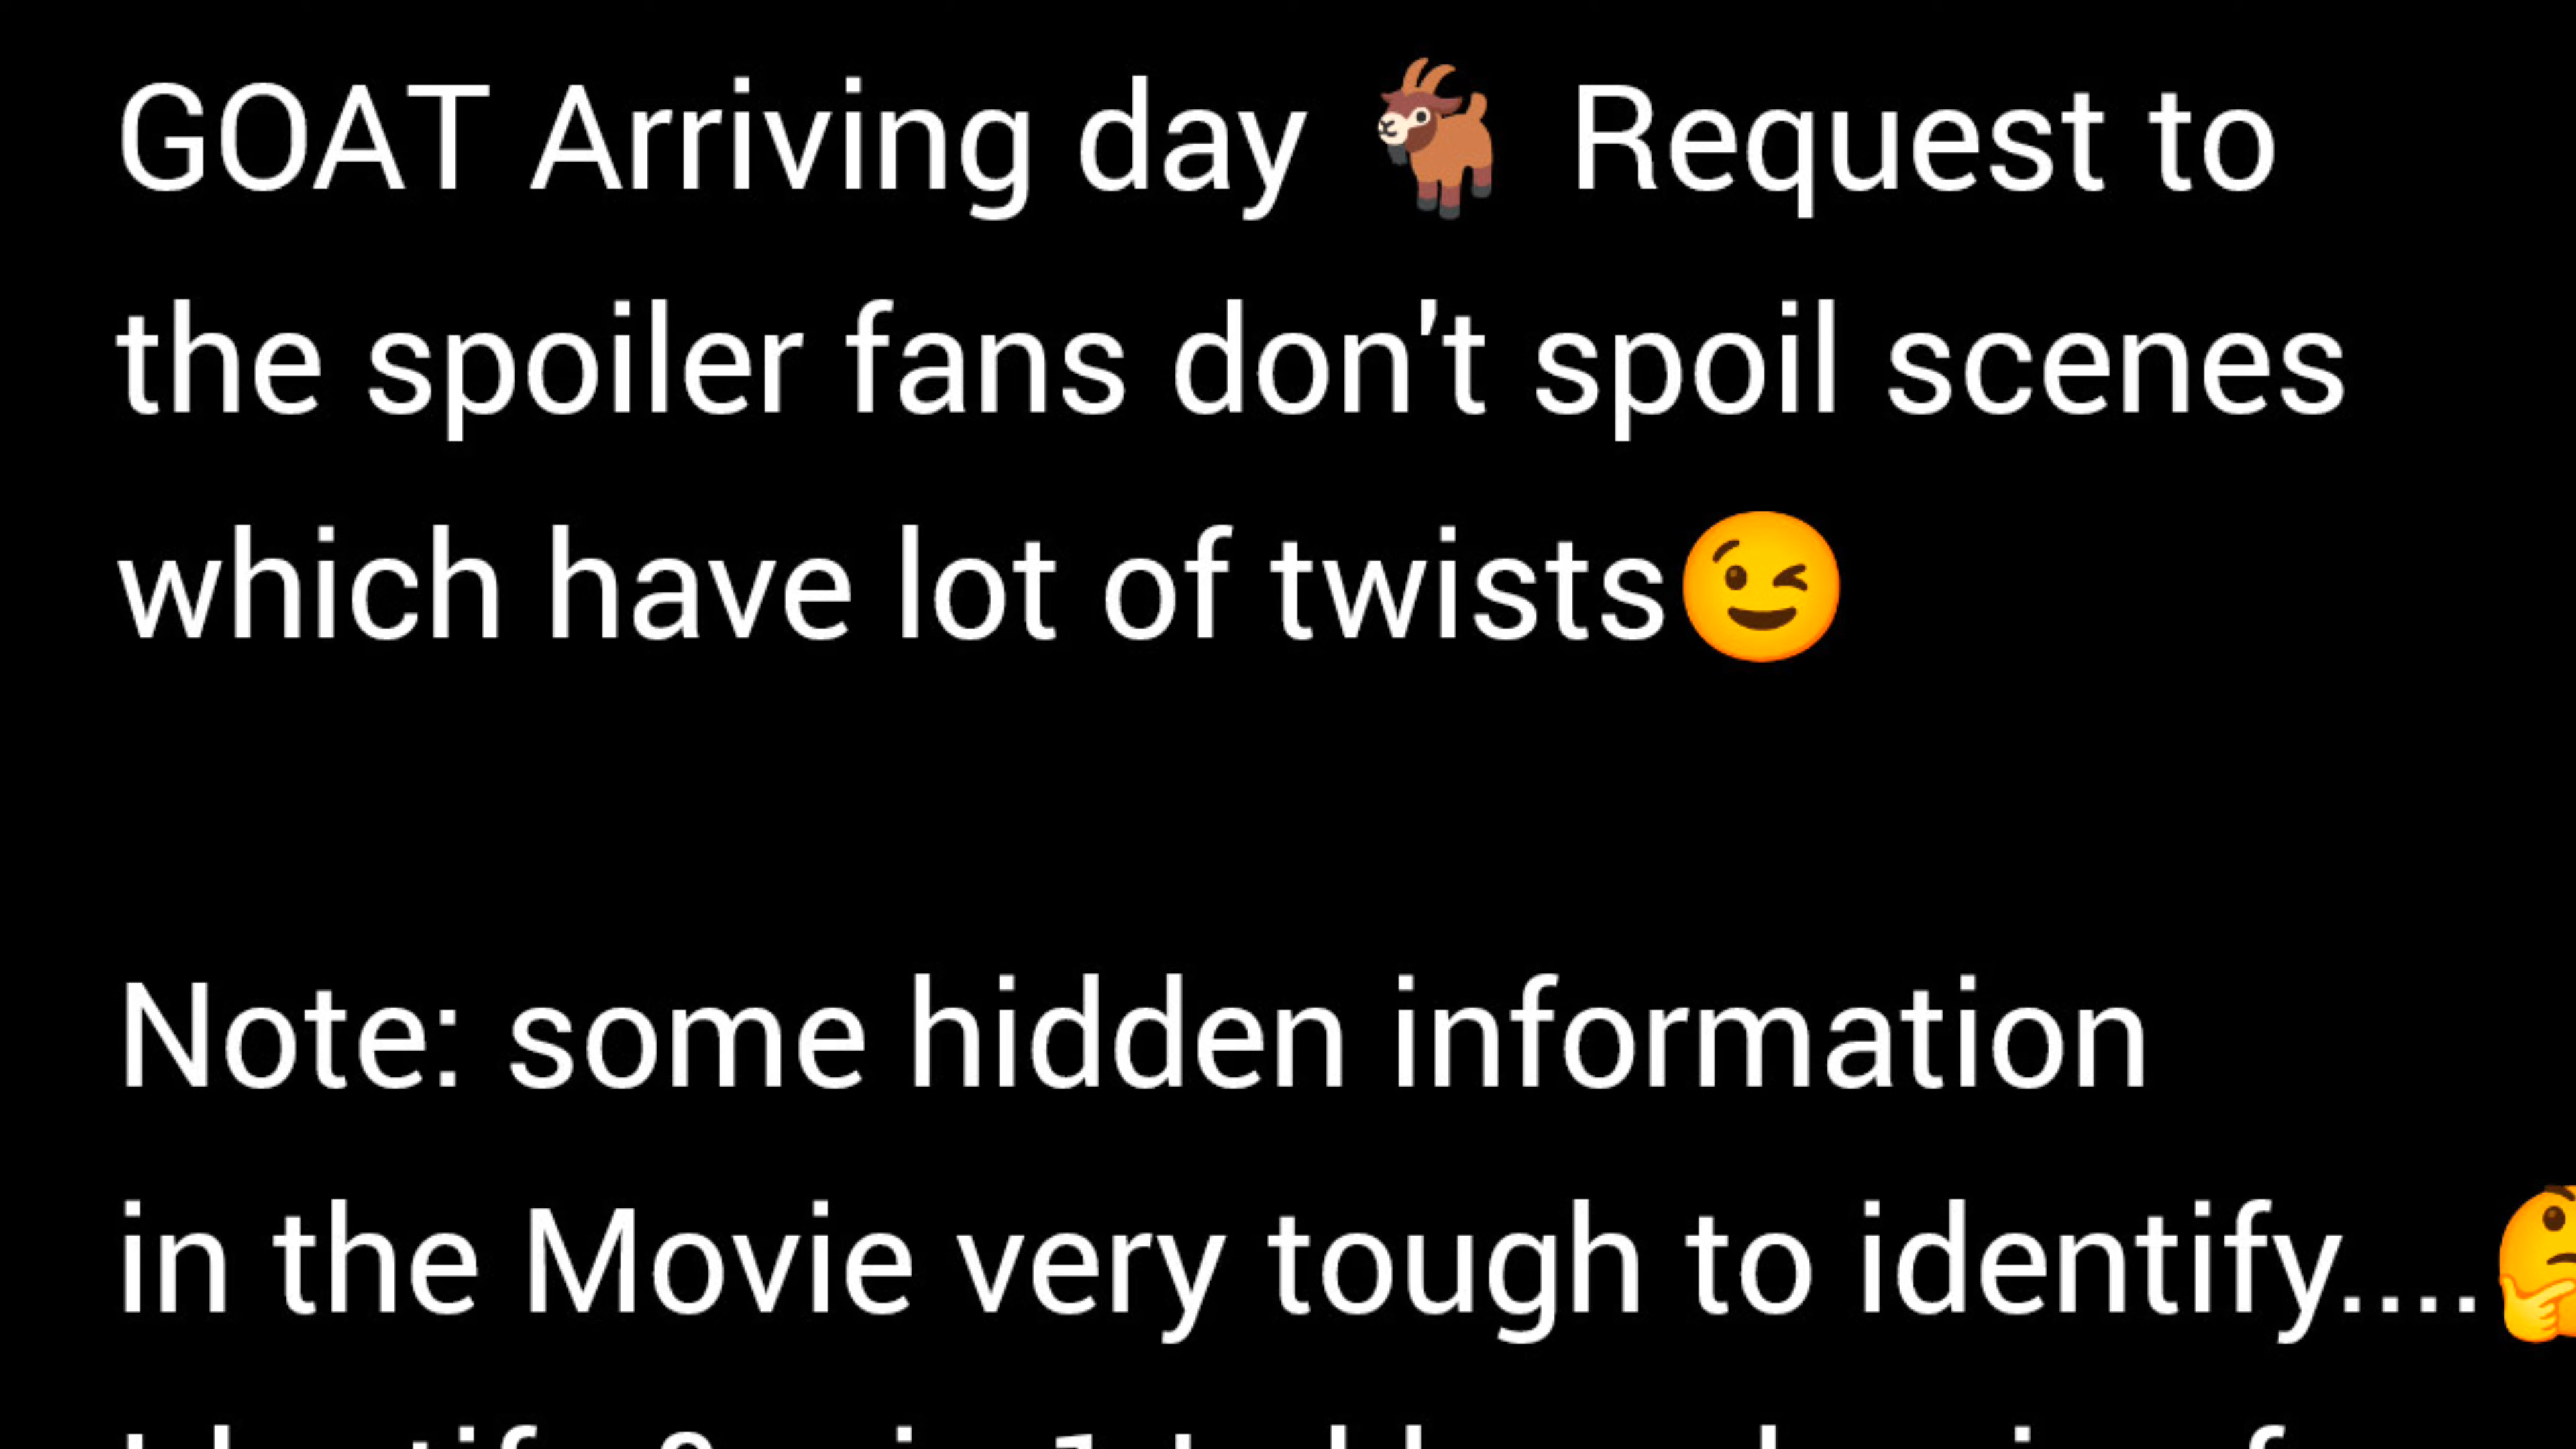 GOAT Arriving day 🐐 Request to
the spoiler fans don't spoil scenes
which have lot of twists😉
Note: some hidden information
in the Movie very tough to identify....🤔